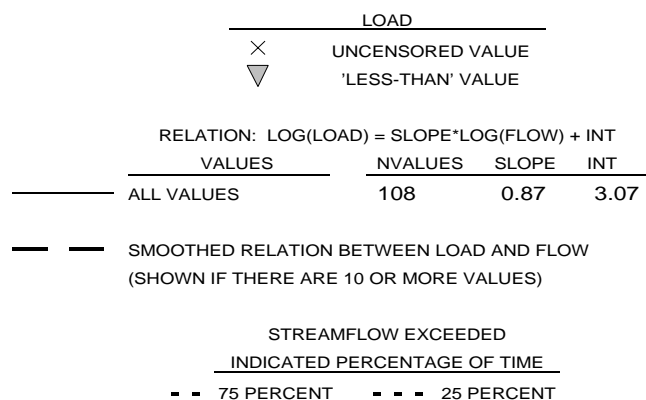 LOAD
× UNCENSORED VALUE
'LESS-THAN' VALUE
RELATION: LOG(LOAD) = SLOPE*LOG(FLOW) + INT
VALUES NVALUES SLOPE INT
ALL VALUES 108 0.87 3.07
SMOOTHED RELATION BETWEEN LOAD AND FLOW
(SHOWN IF THERE ARE 10 OR MORE VALUES)
STREAMFLOW EXCEEDED
INDICATED PERCENTAGE OF TIME
75 PERCENT 25 PERCENT